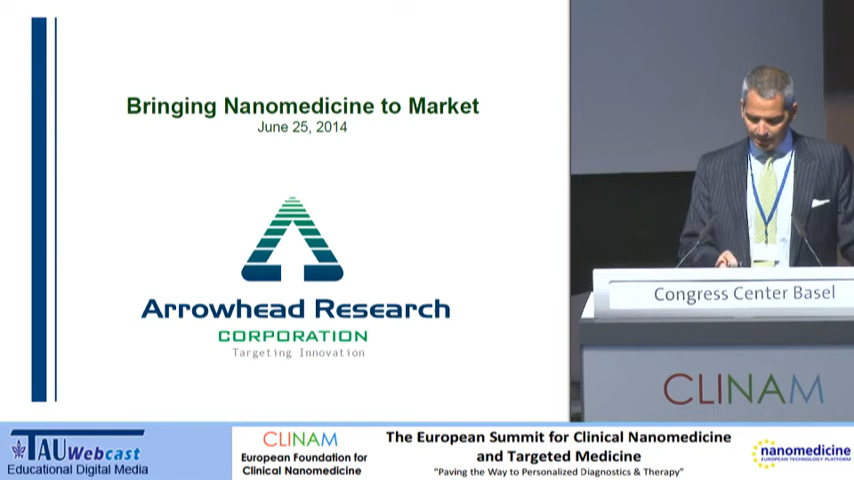 Bringing Nanomedicine to Market
June 25, 2014
Arrowhead Research
CORPORATION
Targeting Innovation
Congress Center Basel
CLINAM
TAUWebcast
Educational Digital Media
CLINAM
European Foundation for
Clinical Nanomedicine
The European Summit for Clinical Nanomedicine
and Targeted Medicine
"Paving the Way to Personalized Diagnostics & Therapy"
nanomedicine
EUROPEAN TECHNOLOGY PLATFORM